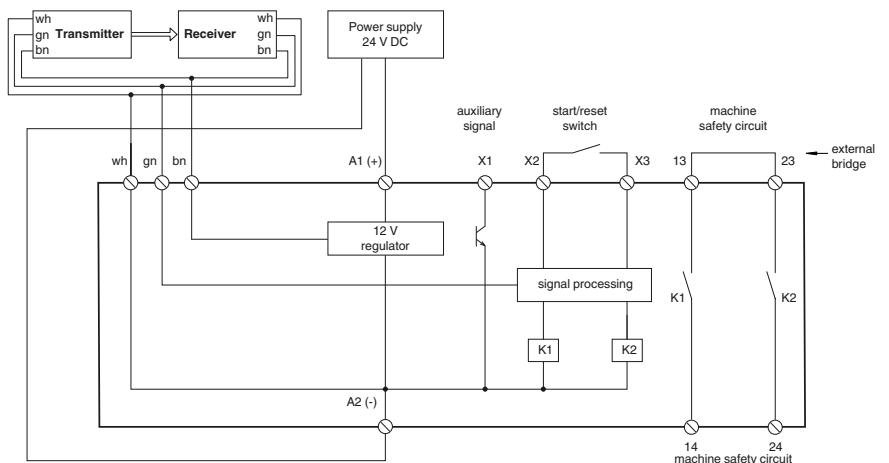 wh
gn
bn
Transmitter
Receiver
wh
gn
bn
Power supply
24 V DC
auxiliary
signal
start/reset
switch
machine
safety circuit
external
bridge
wh
gn
bn
A1 (+)
X1
X2
X3
13
23
12 V
regulator
signal processing
K1
K2
K1
K2
A2 (-)
14
24
machine safety circuit